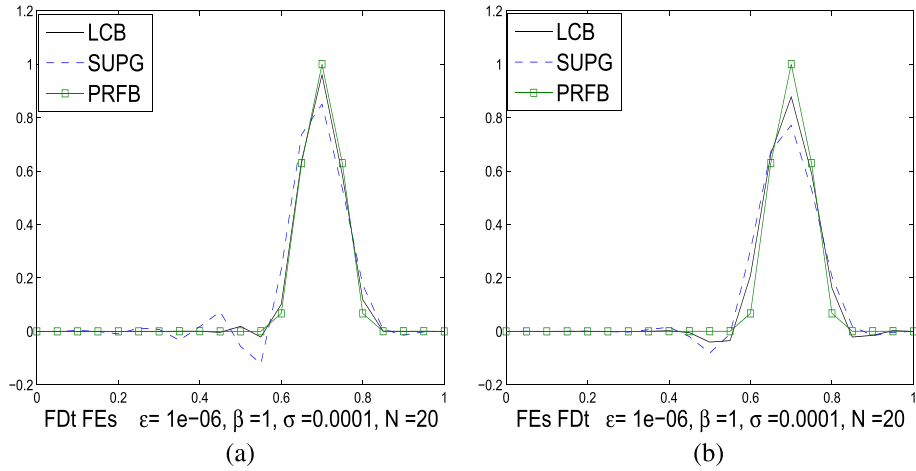 1.2
1
0.8
0.6
0.4
0.2
0
−0.2
0 0.2 0.4 0.6 0.8 1
LCB
SUPG
PRFB
FDt FEs ε= 1e-06, β =1, σ =0.0001, N =20
(a)
1.2
1
0.8
0.6
0.4
0.2
0
−0.2
0 0.2 0.4 0.6 0.8 1
LCB
SUPG
PRFB
FEs FDt ε= 1e-06, β =1, σ =0.0001, N =20
(b)